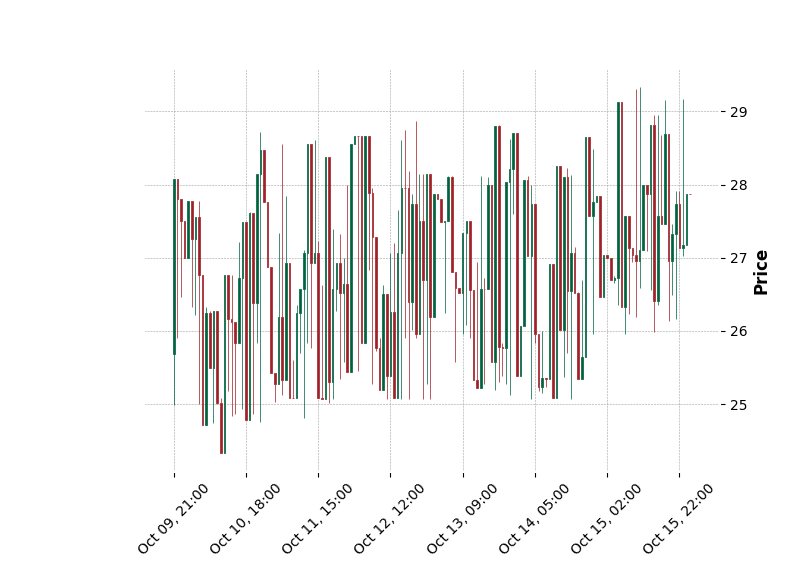 29
28
27
26
25
Price
Oct 09, 21:00
Oct 10, 18:00
Oct 11, 15:00
Oct 12, 12:00
Oct 13, 09:00
Oct 14, 05:00
Oct 15, 02:00
Oct 15, 22:00